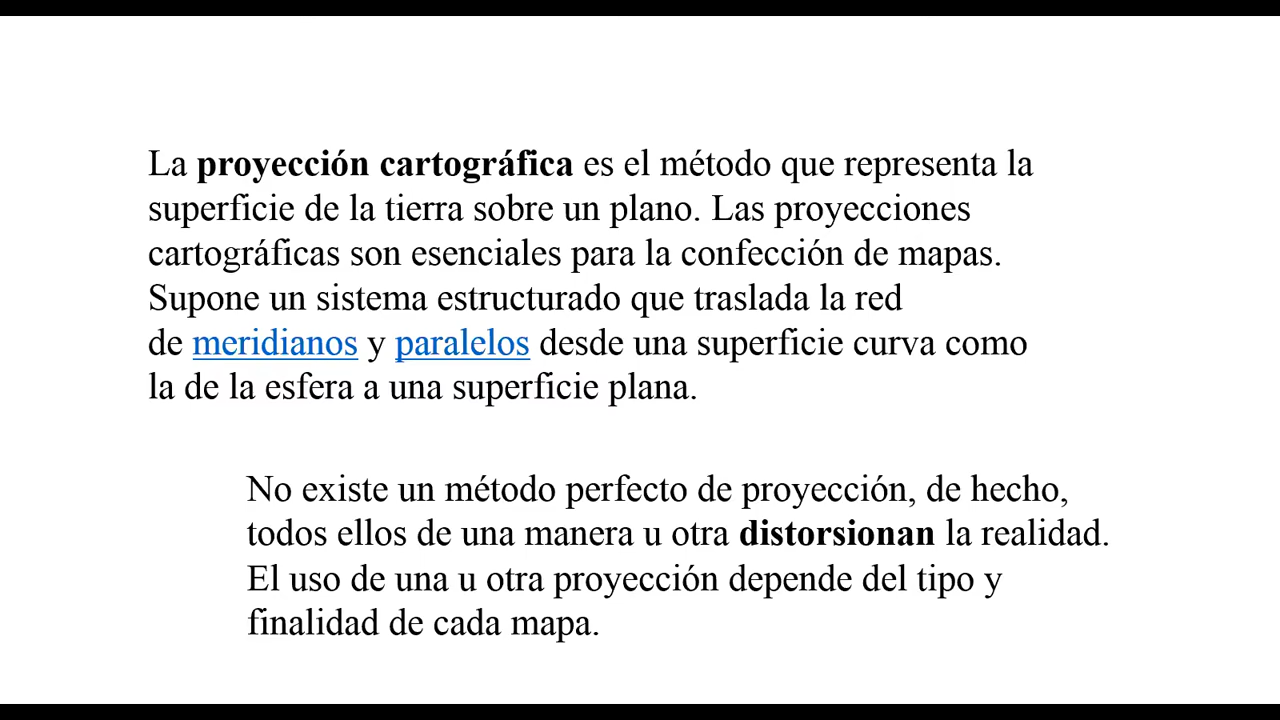 La proyección cartográfica es el método que representa la
superficie de la tierra sobre un plano. Las proyecciones
cartográficas son esenciales para la confección de mapas.
Supone un sistema estructurado que traslada la red
de meridianos y paralelos desde una superficie curva como
la de la esfera a una superficie plana.
No existe un método perfecto de proyección, de hecho,
todos ellos de una manera u otra distorsionan la realidad.
El uso de una u otra proyección depende del tipo y
finalidad de cada mapa.